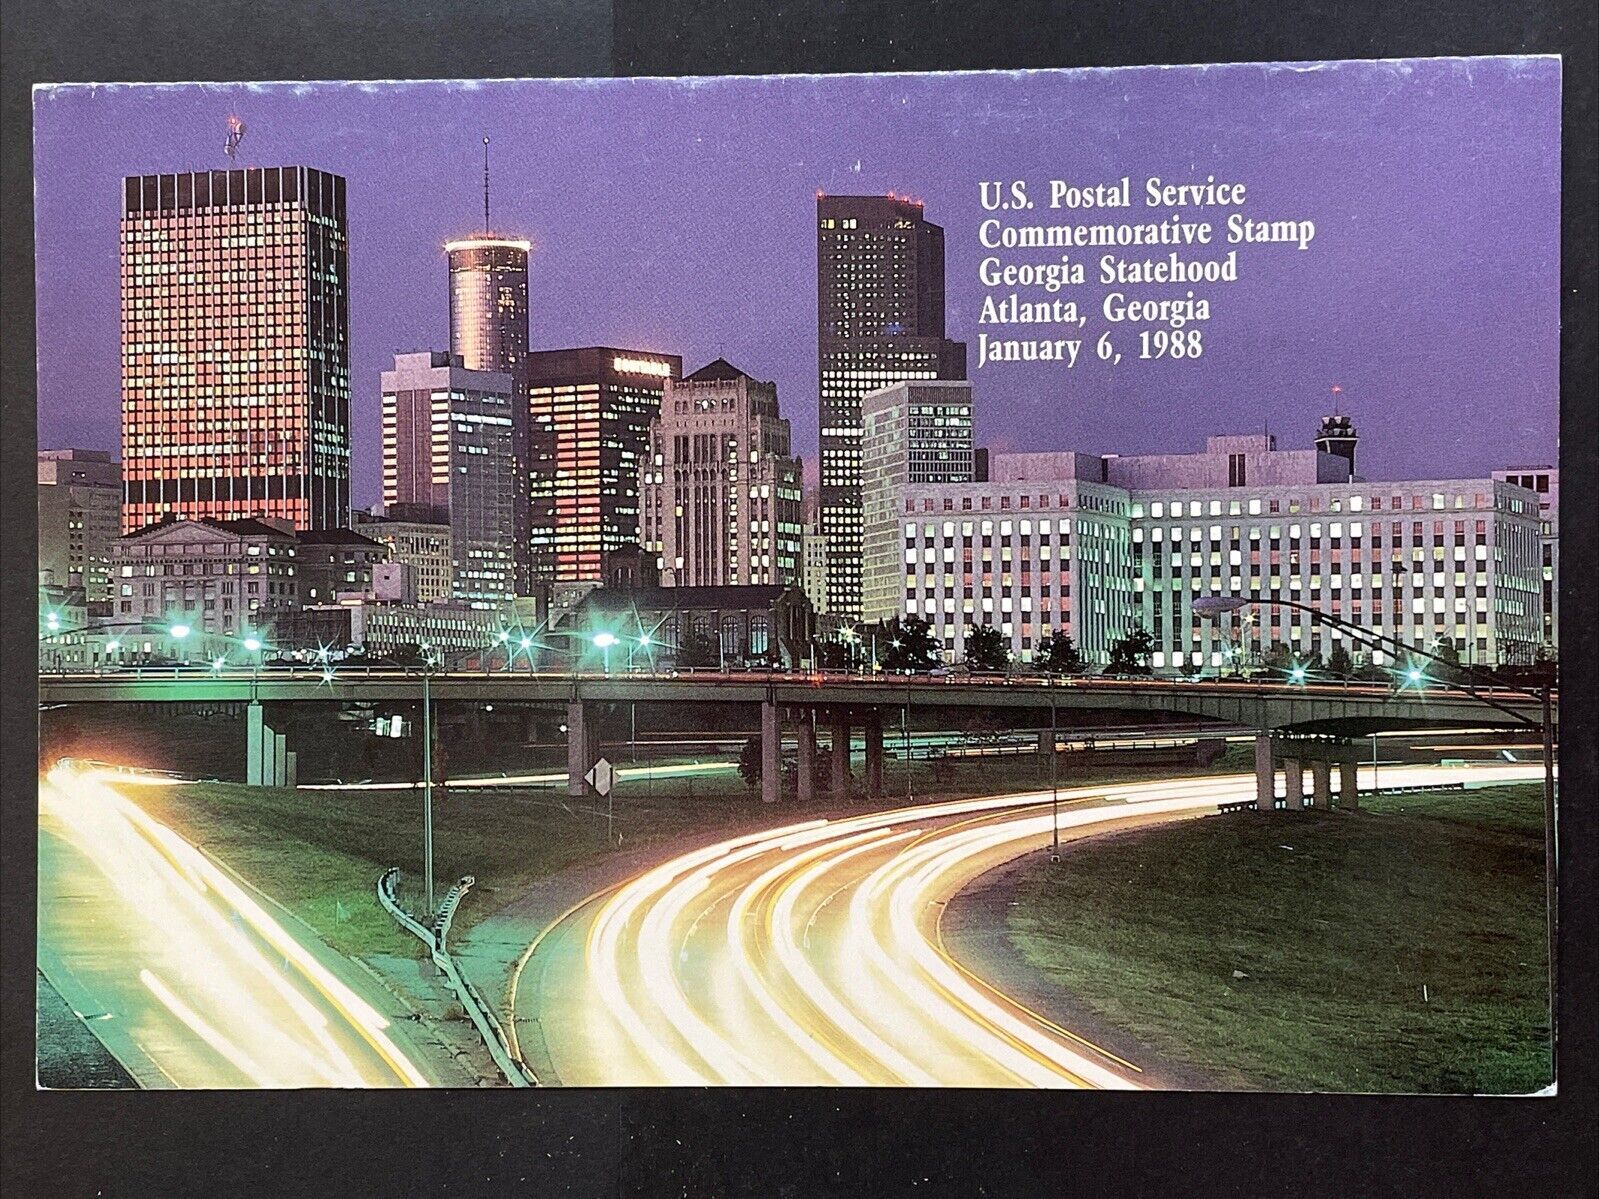 U.S. Postal Service
Commemorative Stamp
Georgia Statehood
Atlanta, Georgia
January 6, 1988